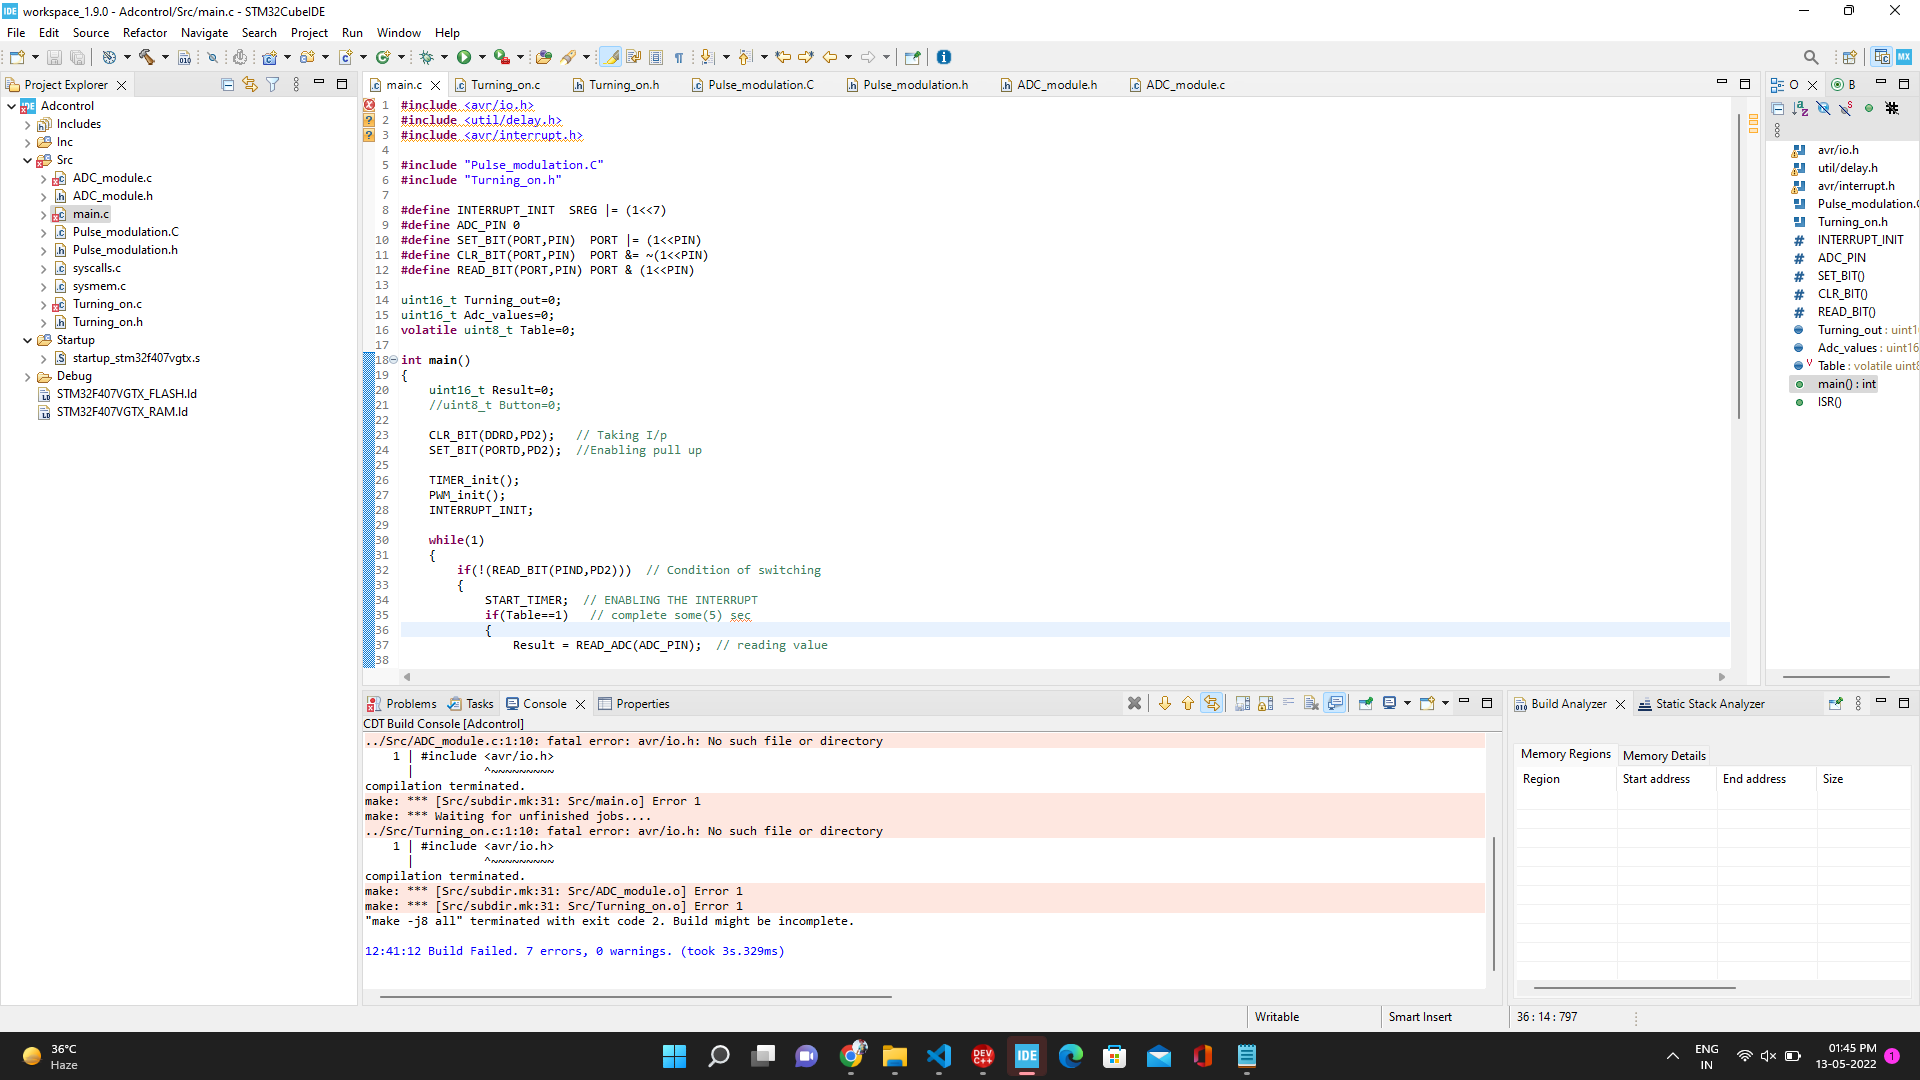 workspace_1.9.0 - Adcontrol/Src/main.c - STM32CubeIDE
File Edit Source Refactor Navigate Search Project Run Window Help
Project Explorer
Adcontrol
Includes
Inc
Src
ADC_module.c
ADC_module.h
main.c
Pulse_modulation.C
Pulse_modulation.h
syscalls.c
sysmem.c
Turning_on.c
Turning_on.h
Startup
startup_stm32f407vgtx.s
Debug
STM32F407VGTX_FLASH.ld
STM32F407VGTX_RAM.ld
main.c Turning_on.c Turning_on.h Pulse_modulation.C Pulse_modulation.h ADC_module.h ADC_module.c
1 #include <avr/io.h>
2 #include <util/delay.h>
3 #include <avr/interrupt.h>
4
5 #include "Pulse_modulation.C"
6 #include "Turning_on.h"
7
8 #define INTERRUPT_INIT  SREG |= (1<<7)
9 #define ADC_PIN 0
10 #define SET_BIT(PORT,PIN)  PORT |= (1<<PIN)
11 #define CLR_BIT(PORT,PIN)  PORT &= ~(1<<PIN)
12 #define READ_BIT(PORT,PIN) PORT & (1<<PIN)
13
14 uint16_t Turning_out=0;
15 uint16_t Adc_values=0;
16 volatile uint8_t Table=0;
17
18 int main()
19 {
20 uint16_t Result=0;
21 //uint8_t Button=0;
22
23 CLR_BIT(DDRD,PD2);   // Taking I/p
24 SET_BIT(PORTD,PD2);  //Enabling pull up
25
26 TIMER_init();
27 PWM_init();
28 INTERRUPT_INIT;
29
30 while(1)
31 {
32 if(!(READ_BIT(PIND,PD2)))  // Condition of switching
33 {
34 START_TIMER;  // ENABLING THE INTERRUPT
35 if(Table==1)   // complete some(5) sec
36 {
37 Result = READ_ADC(ADC_PIN);  // reading value
38
O B
avr/io.h
util/delay.h
avr/interrupt.h
Pulse_modulation.C
Turning_on.h
INTERRUPT_INIT
ADC_PIN
SET_BIT()
CLR_BIT()
READ_BIT()
Turning_out : uint1
Adc_values : uint16
Table : volatile uint8
main() : int
ISR()
Problems Tasks Console Properties
CDT Build Console [Adcontrol]
../Src/ADC_module.c:1:10: fatal error: avr/io.h: No such file or directory
1 | #include <avr/io.h>
|          ^~~~~~~~~~
compilation terminated.
make: *** [Src/subdir.mk:31: Src/main.o] Error 1
make: *** Waiting for unfinished jobs....
../Src/Turning_on.c:1:10: fatal error: avr/io.h: No such file or directory
1 | #include <avr/io.h>
|          ^~~~~~~~~~
compilation terminated.
make: *** [Src/subdir.mk:31: Src/ADC_module.o] Error 1
make: *** [Src/subdir.mk:31: Src/Turning_on.o] Error 1
"make -j8 all" terminated with exit code 2. Build might be incomplete.
12:41:12 Build Failed. 7 errors, 0 warnings. (took 3s.329ms)
Build Analyzer Static Stack Analyzer
Memory Regions Memory Details
Region Start address End address Size
Writable Smart Insert 36 : 14 : 797
36°C
Haze
DEV C++
IDE
ENG
IN
01:45 PM
13-05-2022
1